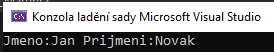 Konzola ladění sady Microsoft Visual Studio
Jmeno:Jan Prijmeni:Novak